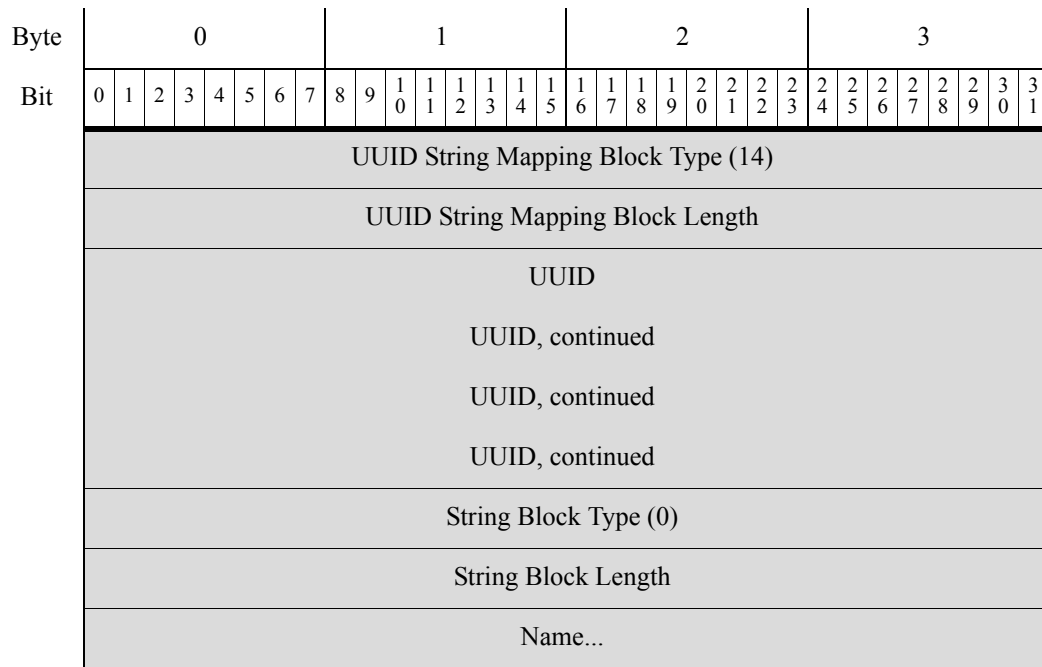 Byte 0 1 2 3
Bit 0 1 2 3 4 5 6 7 8 9 10 11 12 13 14 15 16 17 18 19 20 21 22 23 24 25 26 27 28 29 30 31
UUID String Mapping Block Type (14)
UUID String Mapping Block Length
UUID
UUID, continued
UUID, continued
UUID, continued
String Block Type (0)
String Block Length
Name...